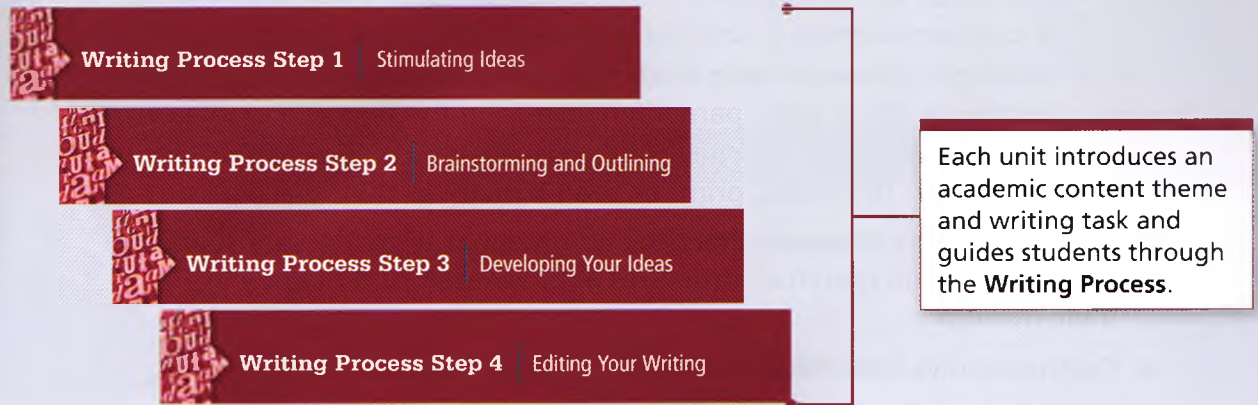 Writing Process Step 1 Stimulating Ideas
Writing Process Step 2 Brainstorming and Outlining
Writing Process Step 3 Developing Your Ideas
Writing Process Step 4 Editing Your Writing
Each unit introduces an
academic content theme
and writing task and
guides students through
the Writing Process.